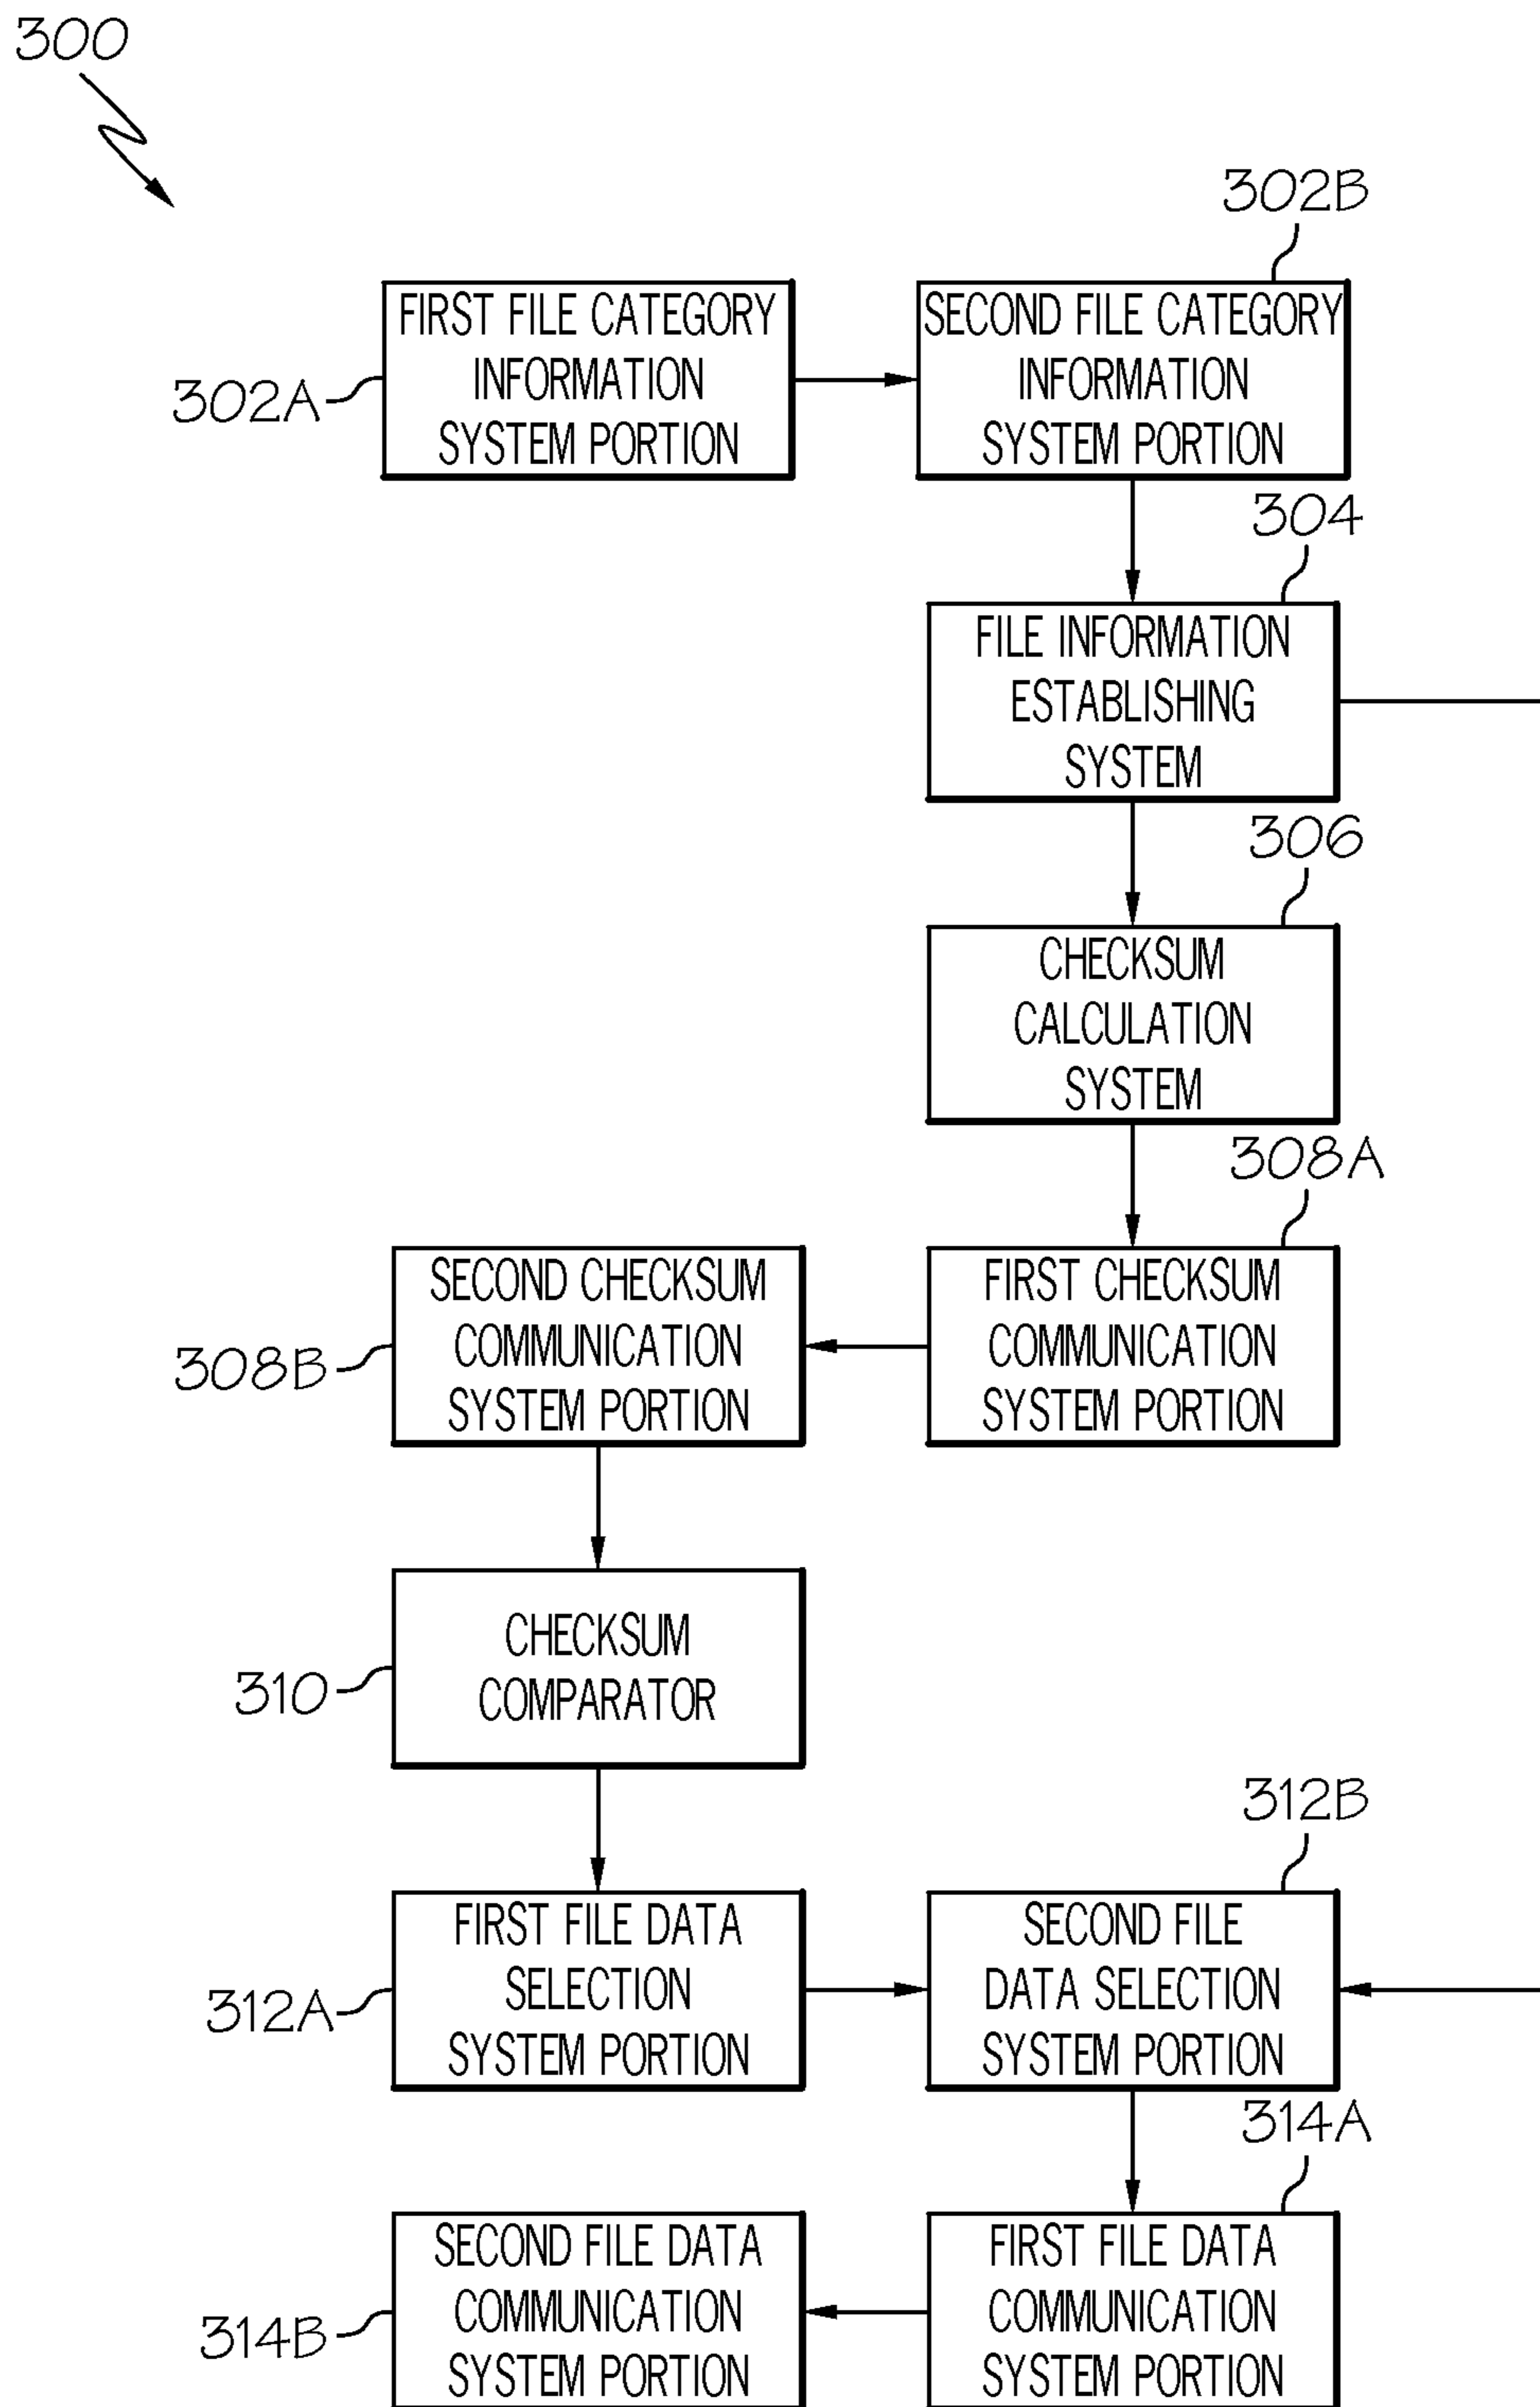 300
302B
FIRST FILE CATEGORY
INFORMATION
SYSTEM PORTION
302A
SECOND FILE CATEGORY
INFORMATION
SYSTEM PORTION
304
FILE INFORMATION
ESTABLISHING
SYSTEM
306
CHECKSUM
CALCULATION
SYSTEM
308A
FIRST CHECKSUM
COMMUNICATION
SYSTEM PORTION
SECOND CHECKSUM
COMMUNICATION
SYSTEM PORTION
308B
CHECKSUM
COMPARATOR
310
312B
FIRST FILE DATA
SELECTION
SYSTEM PORTION
312A
SECOND FILE
DATA SELECTION
SYSTEM PORTION
314A
FIRST FILE DATA
COMMUNICATION
SYSTEM PORTION
SECOND FILE DATA
COMMUNICATION
SYSTEM PORTION
314B